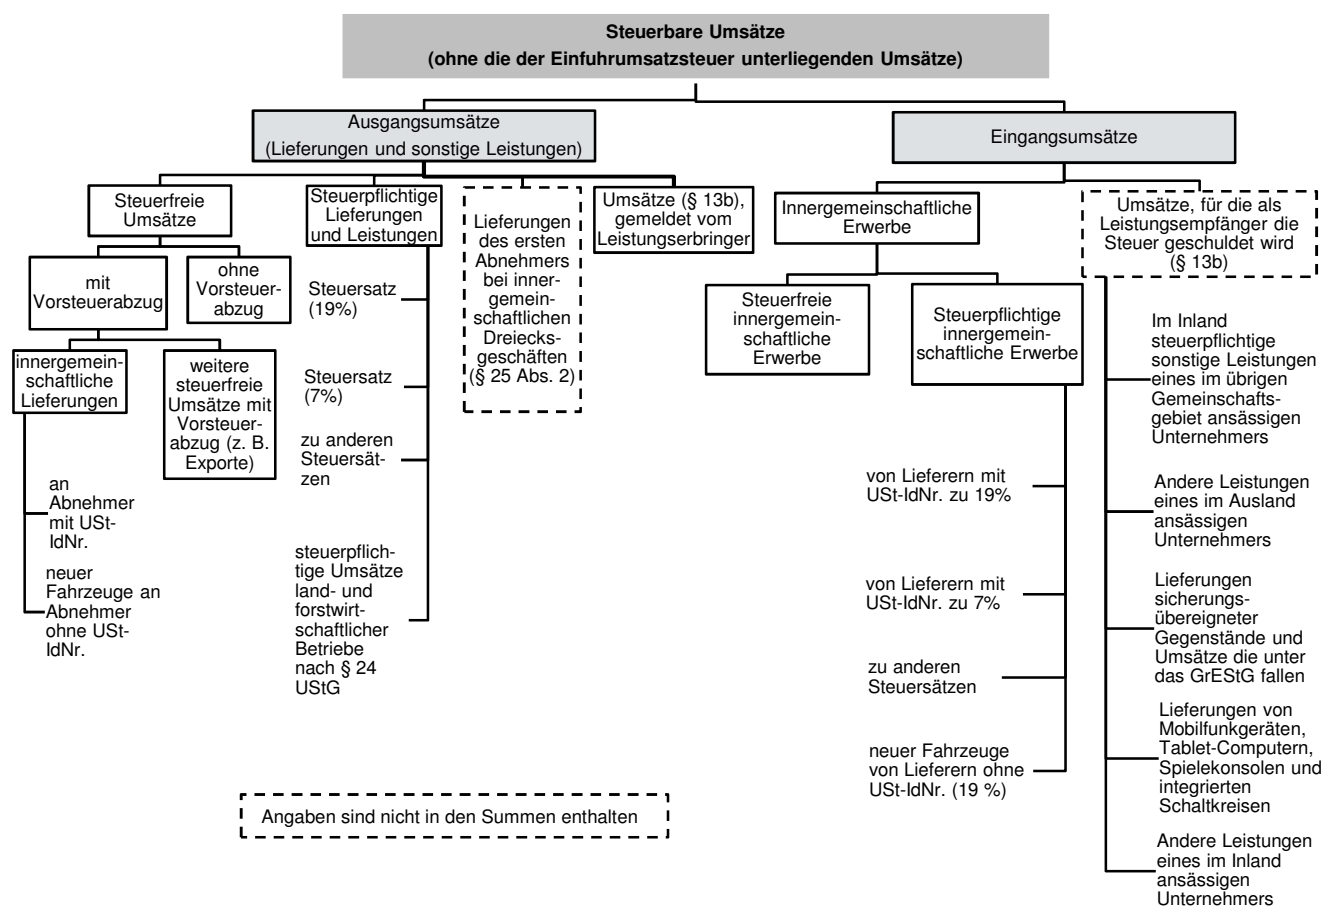 Steuerbare Umsätze
(ohne die der Einfuhrumsatzsteuer unterliegenden Umsätze)
Ausgangsumsätze
(Lieferungen und sonstige Leistungen)
Eingangsumsätze
Steuerfreie
Umsätze
Steuerpflichtige
Lieferungen
und Leistungen
Lieferungen
des ersten
Abnehmers
bei inner-
gemein-
schaftlichen
Dreiecks-
geschäften
(§ 25 Abs. 2)
Umsätze (§ 13b),
gemeldet vom
Leistungserbringer
Innergemeinschaftliche
Erwerbe
Umsätze, für die als
Leistungsempfänger die
Steuer geschuldet wird
(§ 13b)
mit
Vorsteuerabzug
ohne
Vorsteuer-
abzug
innergemein-
schaftliche
Lieferungen
weitere
steuerfreie
Umsätze mit
Vorsteuer-
abzug (z. B.
Exporte)
an
Abnehmer
mit USt-
IdNr.
neuer
Fahrzeuge an
Abnehmer
ohne USt-
IdNr.
Steuersatz
(19%)
Steuersatz
(7%)
zu anderen
Steuersät-
zen
steuerpflich-
tige Umsätze
land- und
forstwirt-
schaftlicher
Betriebe
nach § 24
UStG
Steuerfreie
innergemein-
schaftliche
Erwerbe
Steuerpflichtige
innergemein-
schaftliche Erwerbe
von Lieferern mit
USt-IdNr. zu 19%
von Lieferern mit
USt-IdNr. zu 7%
zu anderen
Steuersätzen
neuer Fahrzeuge
von Lieferern ohne
USt-IdNr. (19 %)
Im Inland
steuerpflichtige
sonstige Leistungen
eines im übrigen
Gemeinschafts-
gebiet ansässigen
Unternehmers
Andere Leistungen
eines im Ausland
ansässigen
Unternehmers
Lieferungen
sicherungs-
übereigneter
Gegenstände und
Umsätze die unter
das GrEStG fallen
Lieferungen von
Mobilfunkgeräten,
Tablet-Computern,
Spielekonsolen und
integrierten
Schaltkreisen
Andere Leistungen
eines im Inland
ansässigen
Unternehmers
Angaben sind nicht in den Summen enthalten